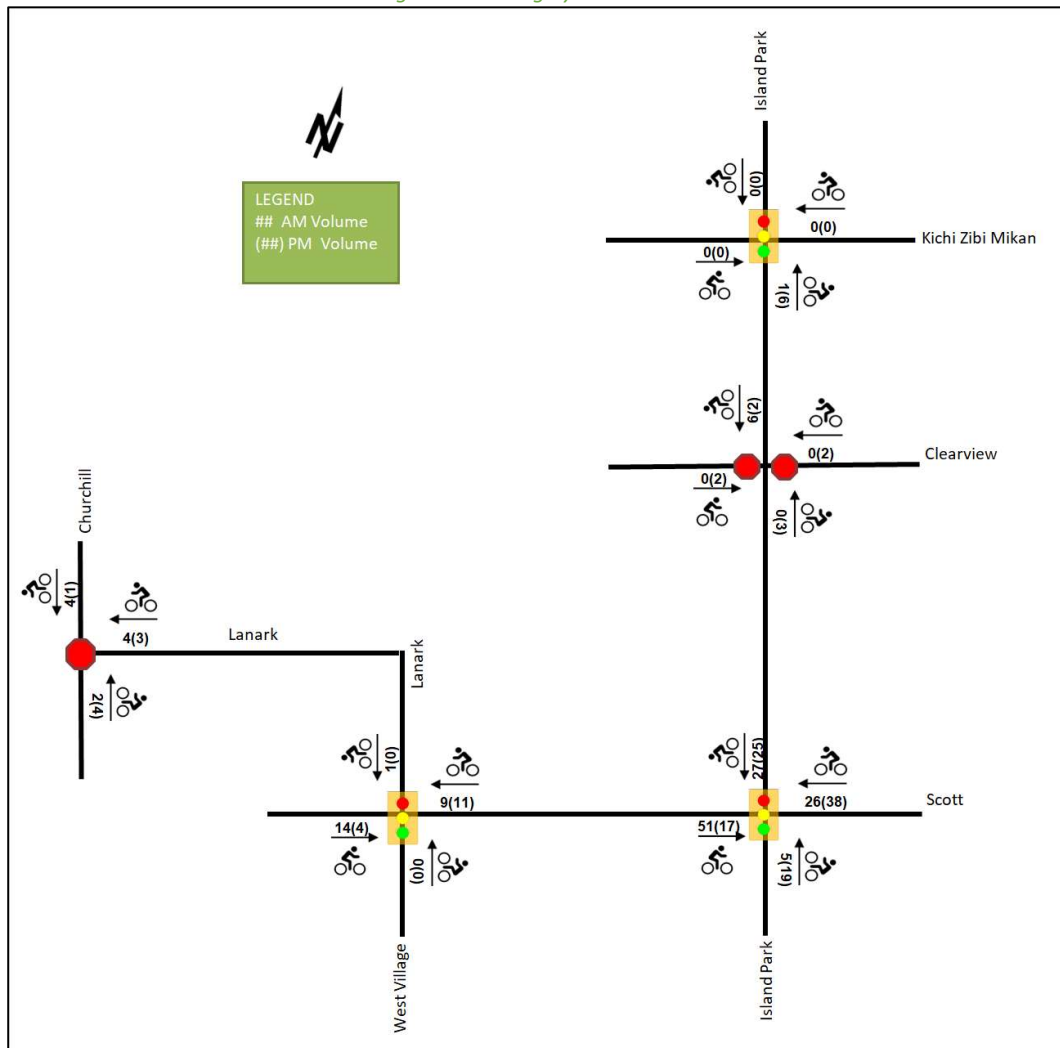 Island Park
N
LEGEND
## AM Volume
(##) PM Volume
0(0)
0(0)
Kichi Zibi Mikan
0(0)
1(6)
6(2)
0(2)
Clearview
0(2)
0(3)
Churchill
4(1)
4(3)
Lanark
Lanark
2(4)
1(0)
9(11)
14(4)
0(0)
27(25)
26(38)
Scott
51(17)
5(19)
West Village
Island Park